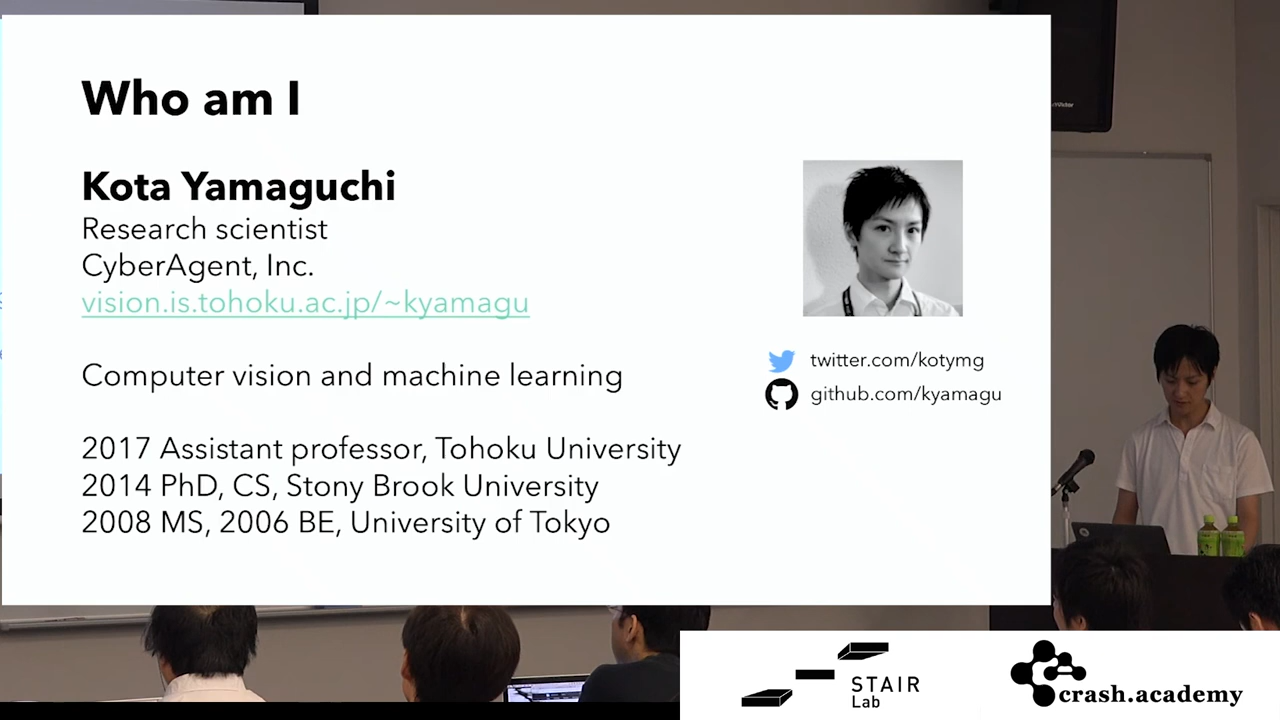 Who am I
Kota Yamaguchi
Research scientist
CyberAgent, Inc.
vision.is.tohoku.ac.jp/~kyamagu
Computer vision and machine learning
2017 Assistant professor, Tohoku University
2014 PhD, CS, Stony Brook University
2008 MS, 2006 BE, University of Tokyo
twitter.com/kotymg
github.com/kyamagu
STAIR
Lab
crash.academy